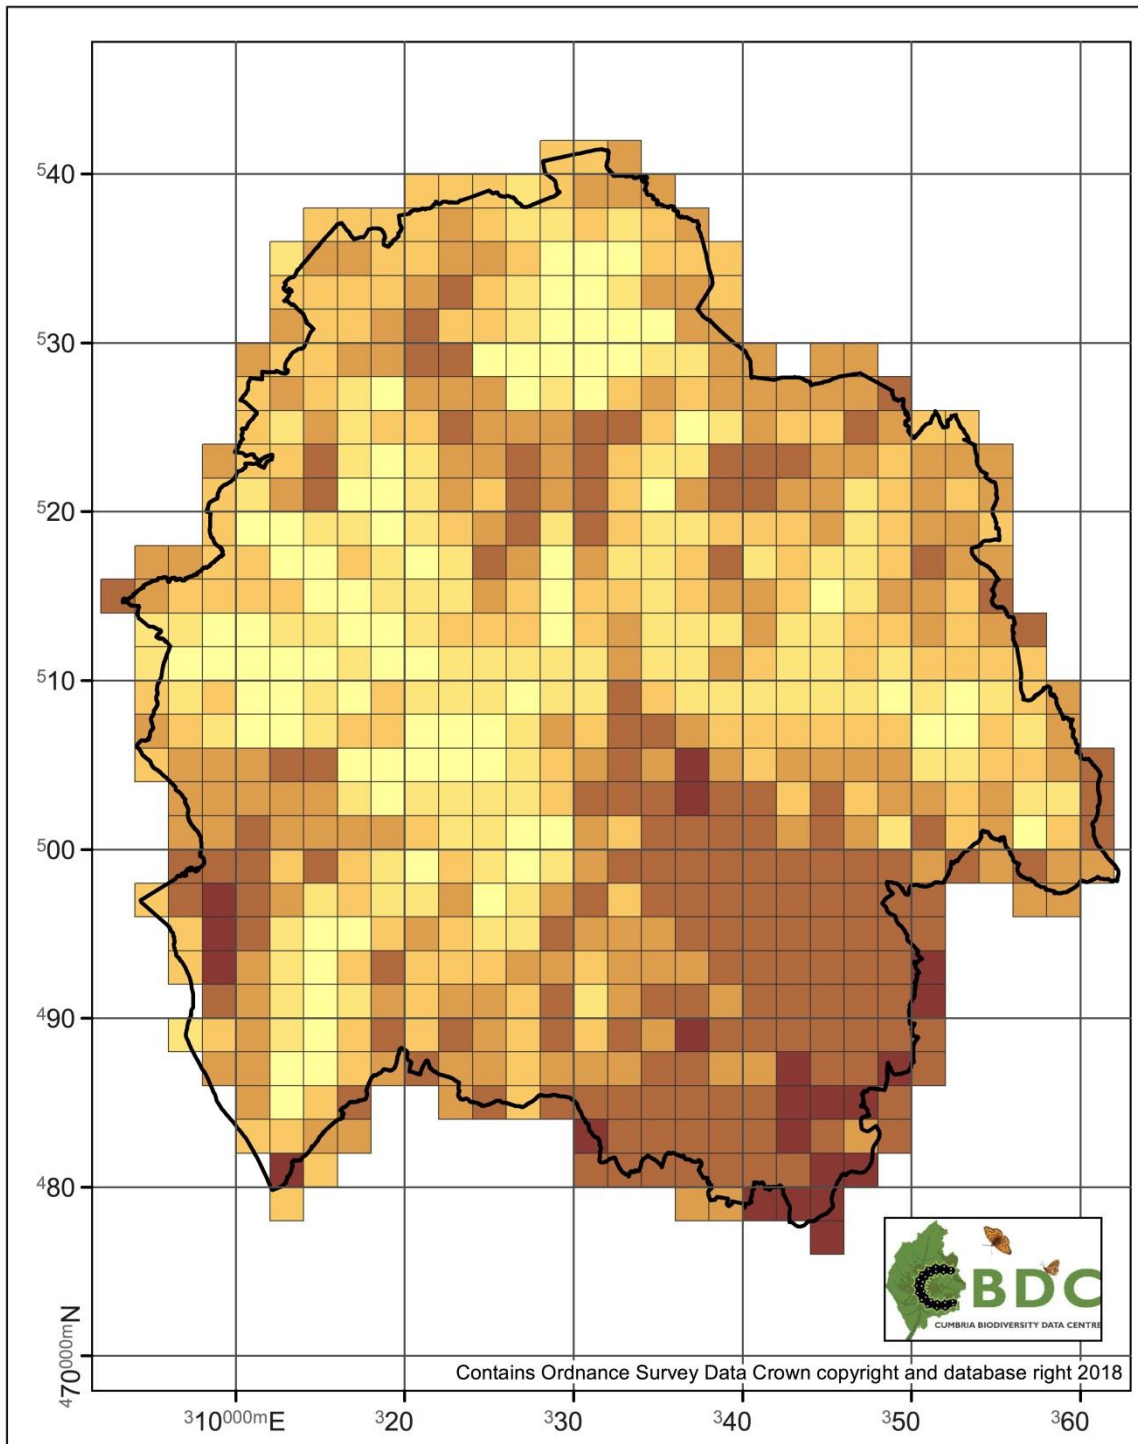 540
530
520
510
500
490
480
470000mN
CBDC
CUMBRIA BIODIVERSITY DATA CENTRE
Contains Ordnance Survey Data Crown copyright and database right 2018
310000mE 320 330 340 350 360